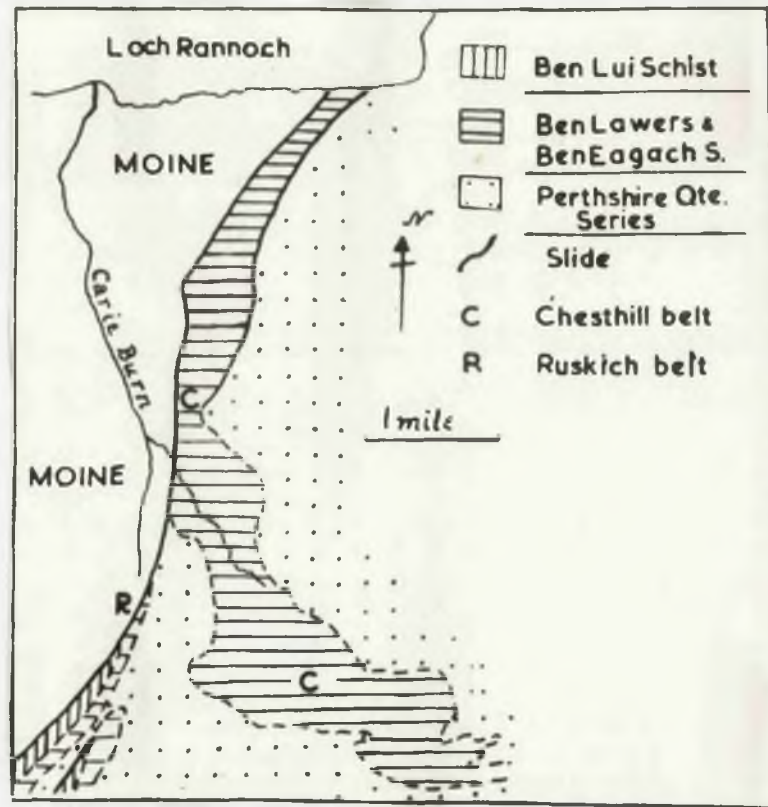 Loch Rannoch
MOINE
Carie Burn
MOINE
C
R
C
Ben Lui Schist
Ben Lawers &
Ben Eagach S.
Perthshire Qte.
Series
N
Slide
C Chesthill belt
R Ruskich belt
1 mile